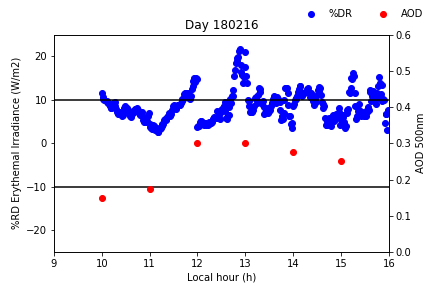 %DR AOD
Day 180216
%RD Erythemal Irradiance (W/m2)
20
10
0
−10
−20
0.6
0.5
0.4
0.3
0.2
0.1
0.0
AOD 500nm
9 10 11 12 13 14 15 16
Local hour (h)